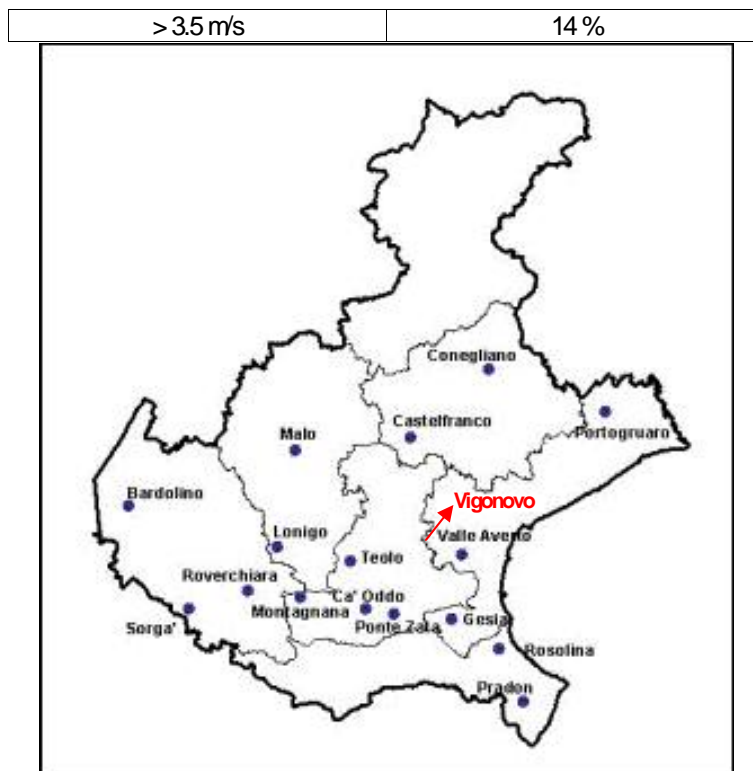 > 3.5 m/s 14 %
Conegliano
Castelfranco
Portogruaro
Malo
Bardolino
Vigonovo
Valle Averto
Lonigo
Teolo
Roverchiara
Ca' Oddo
Montagnana
Sorga'
Ponte Zata
Gesia
Rosolina
Pradon